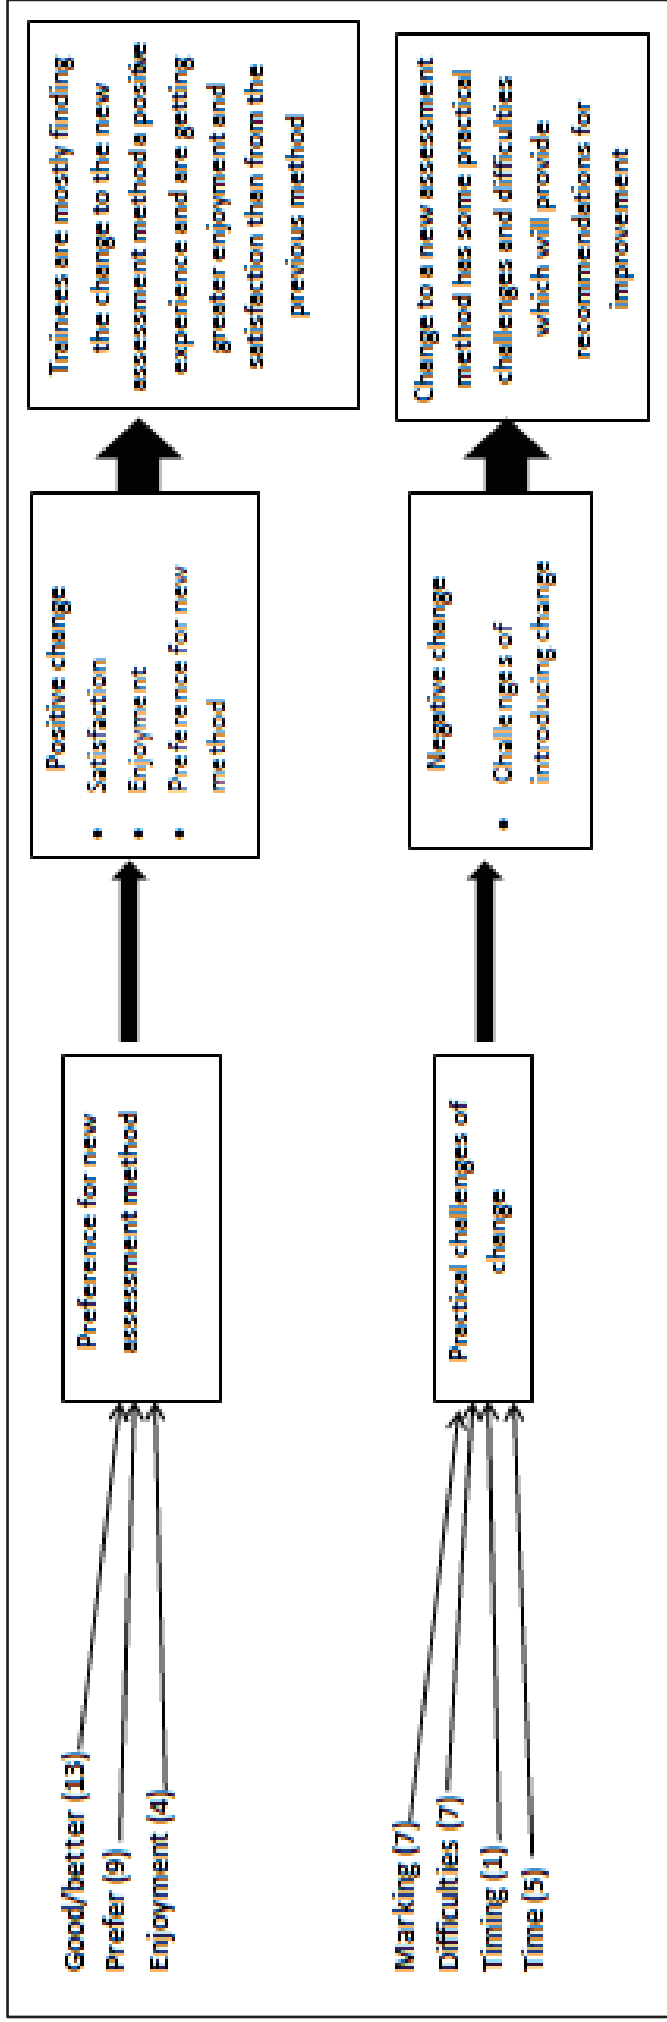 Good/better (13)
Prefer (9)
Enjoyment (4)
Preference for new
assessment method
Positive change
• Satisfaction
• Enjoyment
• Preference for new
method
Trainees are mostly finding
the change to the new
assessment method a positive
experience and are getting
greater enjoyment and
satisfaction than from the
previous method
Marking (7)
Difficulties (7)
Timing (1)
Time (5)
Practical challenges of
change
Negative change
• Challenges of
introducing change
Change to a new assessment
method has some practical
challenges and difficulties
which will provide
recommendations for
improvement